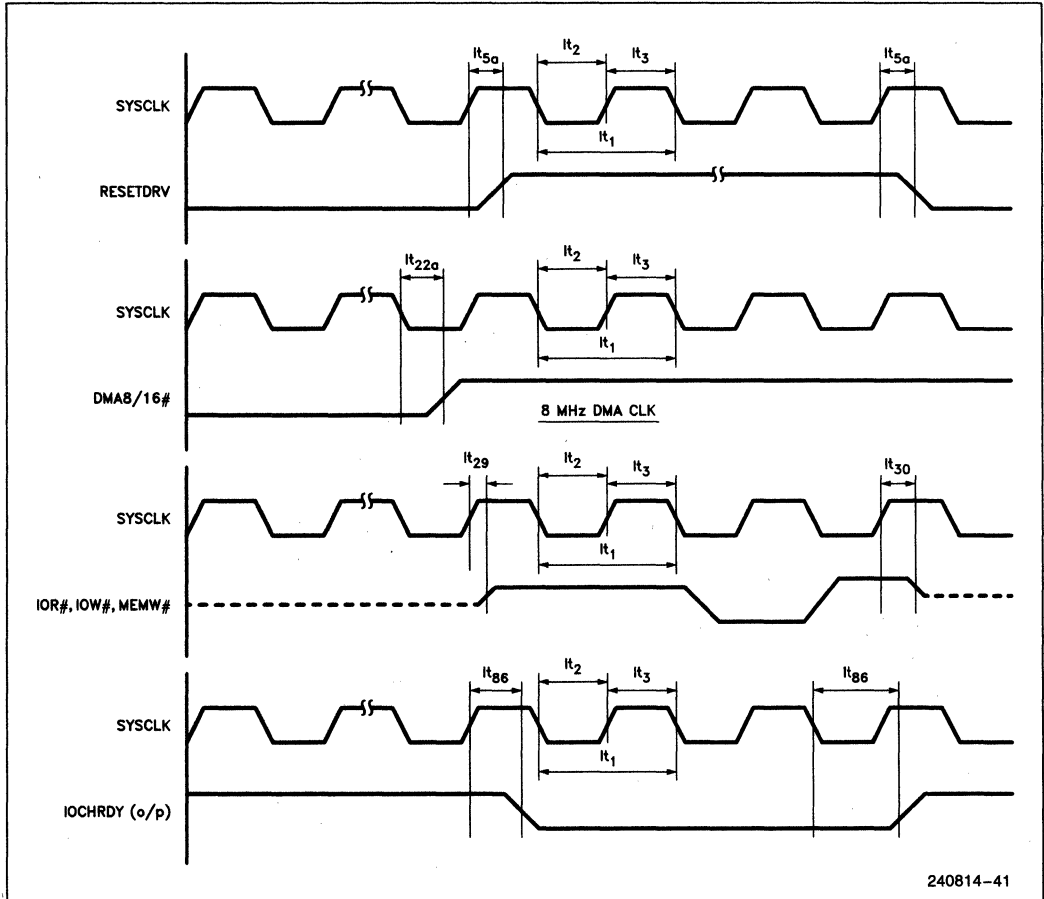 It5a It2 It3 It5a
SYSCLK
It1
RESETDRV
It22a It2 It3
SYSCLK
It1
DMA8/16#
8 MHz DMA CLK
It29 It2 It3 It30
SYSCLK
It1
IOR#, IOW#, MEMW#
It86 It2 It3 It86
SYSCLK
It1
IOCHRDY (o/p)
240814-41